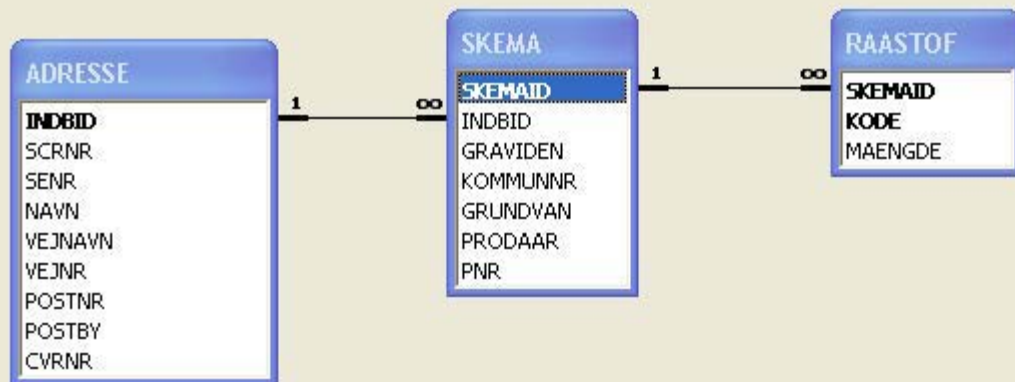 ADRESSE
INDBID
SCRNR
SENR
NAVN
VEJNAVN
VEJNR
POSTNR
POSTBY
CVRNR
1
∞
SKEMA
SKEMAID
INDBID
GRAVIDEN
KOMMUNNR
GRUNDVAN
PRODAAR
PNR
1
∞
RAASTOF
SKEMAID
KODE
MAENGDE